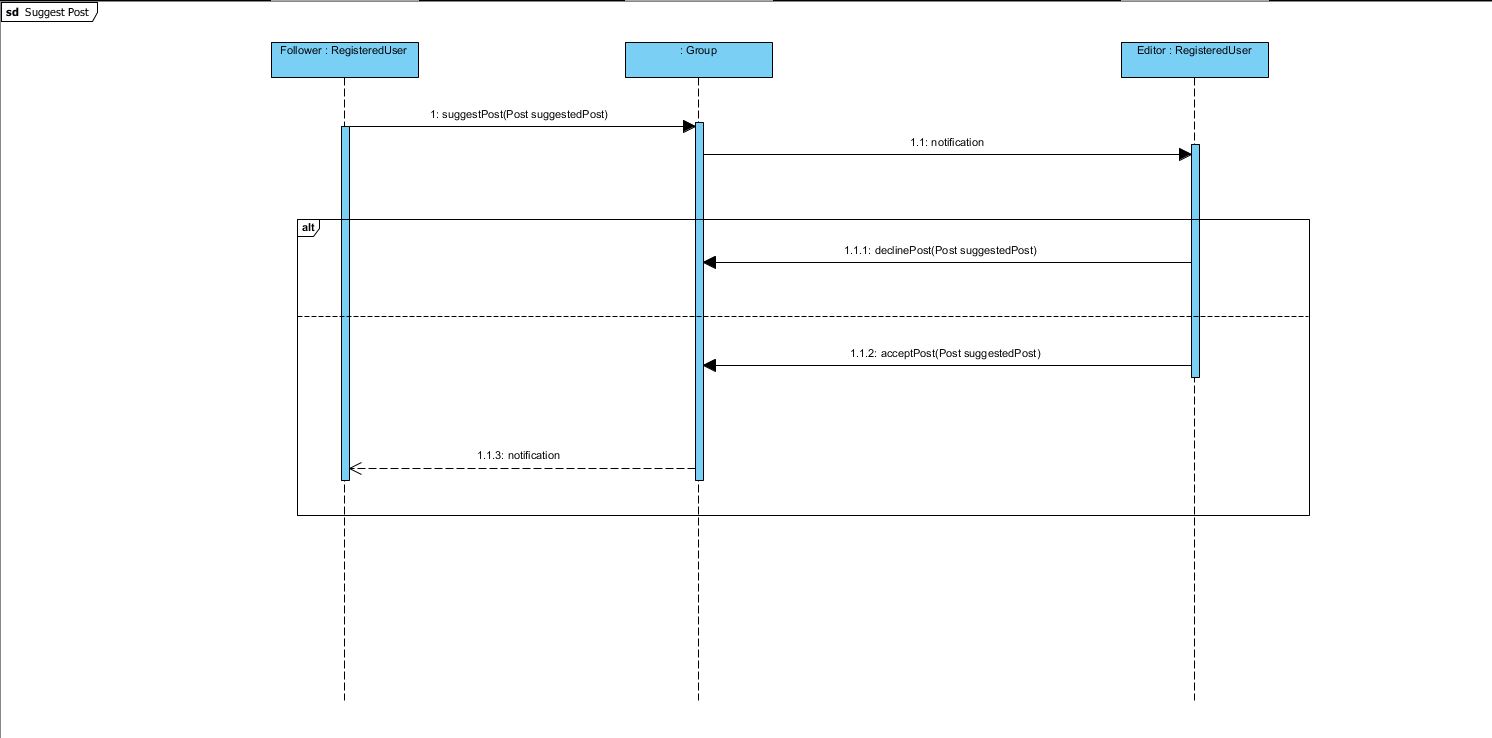 sd Suggest Post
Follower : RegisteredUser
: Group
Editor : RegisteredUser
1: suggestPost(Post suggestedPost)
1.1: notification
alt
1.1.1: declinePost(Post suggestedPost)
1.1.2: acceptPost(Post suggestedPost)
1.1.3: notification